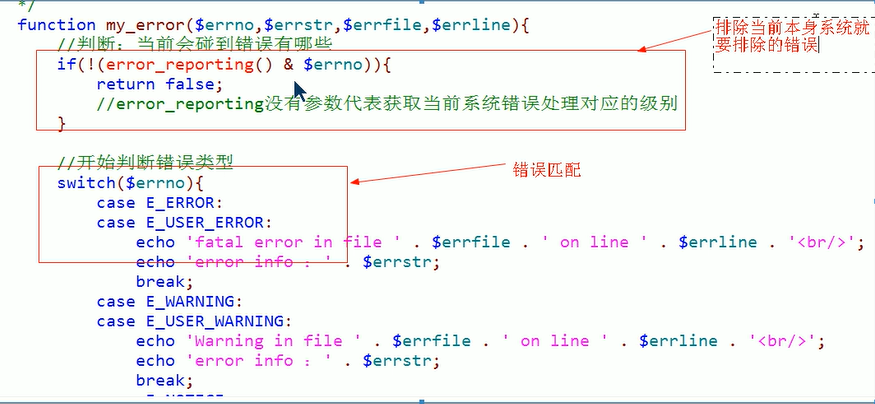 */
function my_error($errno,$errstr,$errfile,$errline){
//判断：当前会碰到错误有哪些
if(!(error_reporting() & $errno)){
return false;
//error_reporting没有参数代表获取当前系统错误处理对应的级别
}
排除当前本身系统就
要排除的错误
//开始判断错误类型
错误匹配
switch($errno){
case E_ERROR:
case E_USER_ERROR:
echo 'fatal error in file ' . $errfile . ' on line ' . $errline . '<br/>';
echo 'error info : ' . $errstr;
break;
case E_WARNING:
case E_USER_WARNING:
echo 'Warning in file ' . $errfile . ' on line ' . $errline . '<br/>';
echo 'error info : ' . $errstr;
break;